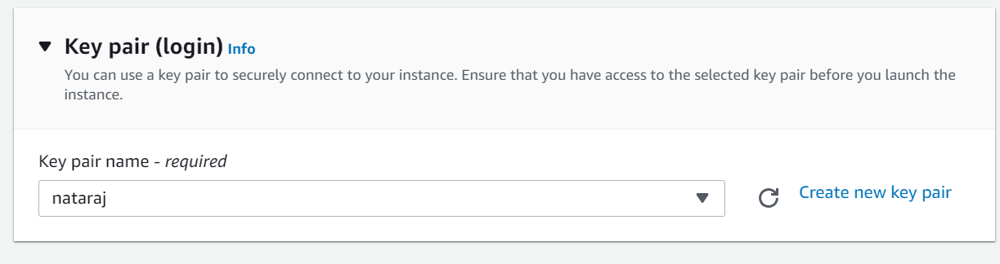 Key pair (login) Info
You can use a key pair to securely connect to your instance. Ensure that you have access to the selected key pair before you launch the
instance.
Key pair name - required
nataraj
Create new key pair